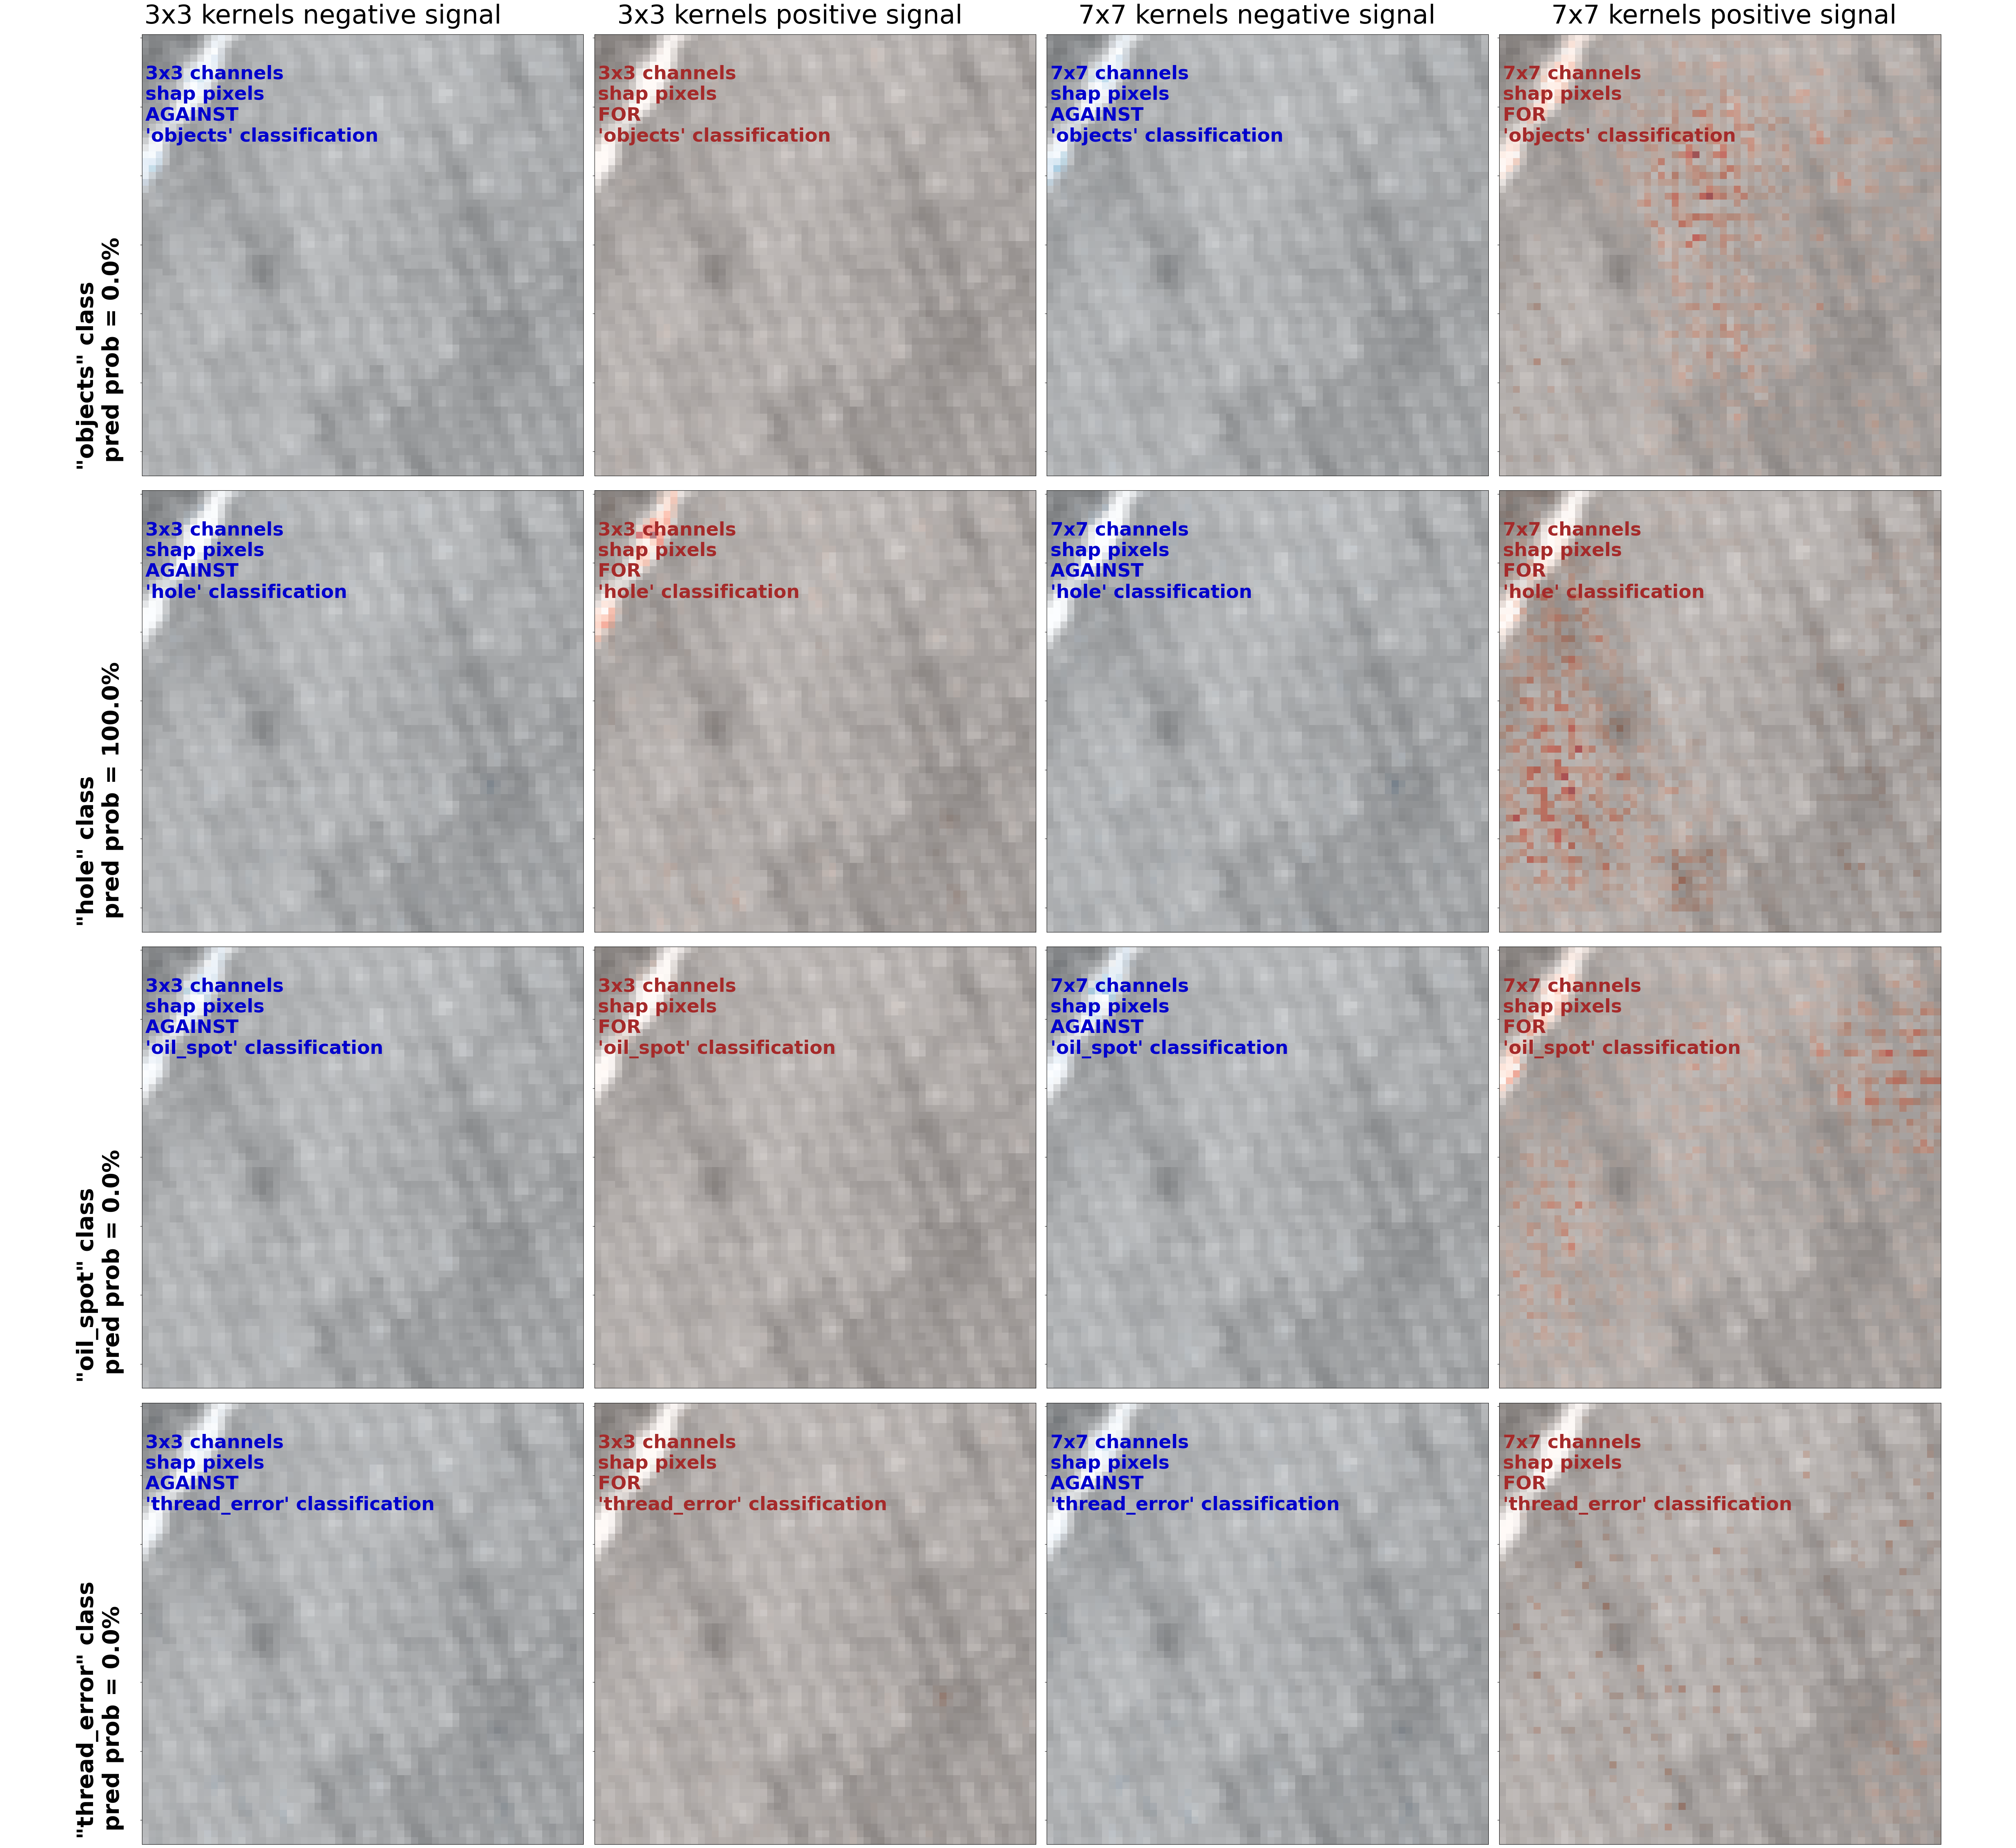 3x3 kernels negative signal
3x3 kernels positive signal
7x7 kernels negative signal
7x7 kernels positive signal
"objects" class
pred prob = 0.0%
3x3 channels
shap pixels
AGAINST
'objects' classification
3x3 channels
shap pixels
FOR
'objects' classification
7x7 channels
shap pixels
AGAINST
'objects' classification
7x7 channels
shap pixels
FOR
'objects' classification
"hole" class
pred prob = 100.0%
3x3 channels
shap pixels
AGAINST
'hole' classification
3x3 channels
shap pixels
FOR
'hole' classification
7x7 channels
shap pixels
AGAINST
'hole' classification
7x7 channels
shap pixels
FOR
'hole' classification
"oil_spot" class
pred prob = 0.0%
3x3 channels
shap pixels
AGAINST
'oil_spot' classification
3x3 channels
shap pixels
FOR
'oil_spot' classification
7x7 channels
shap pixels
AGAINST
'oil_spot' classification
7x7 channels
shap pixels
FOR
'oil_spot' classification
"thread_error" class
pred prob = 0.0%
3x3 channels
shap pixels
AGAINST
'thread_error' classification
3x3 channels
shap pixels
FOR
'thread_error' classification
7x7 channels
shap pixels
AGAINST
'thread_error' classification
7x7 channels
shap pixels
FOR
'thread_error' classification